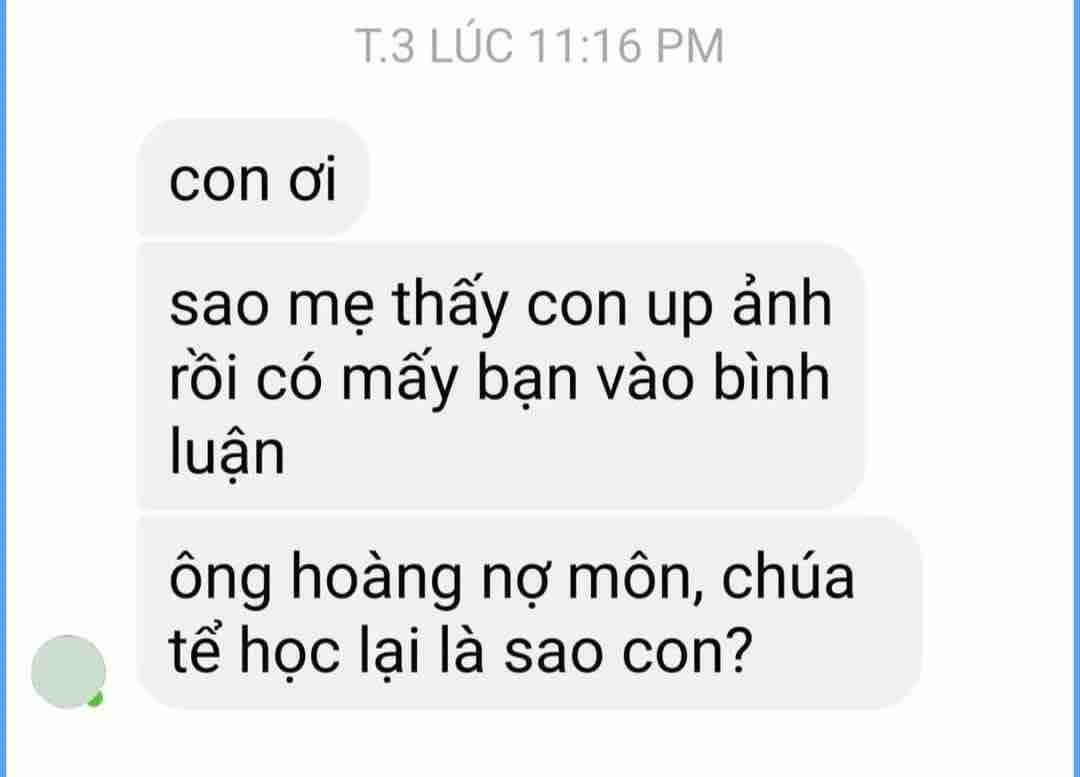 T.3 LÚC 11:16 PM
con ơi
sao mẹ thấy con up ảnh
rồi có mấy bạn vào bình
luận
ông hoàng nợ môn, chúa
tể học lại là sao con?